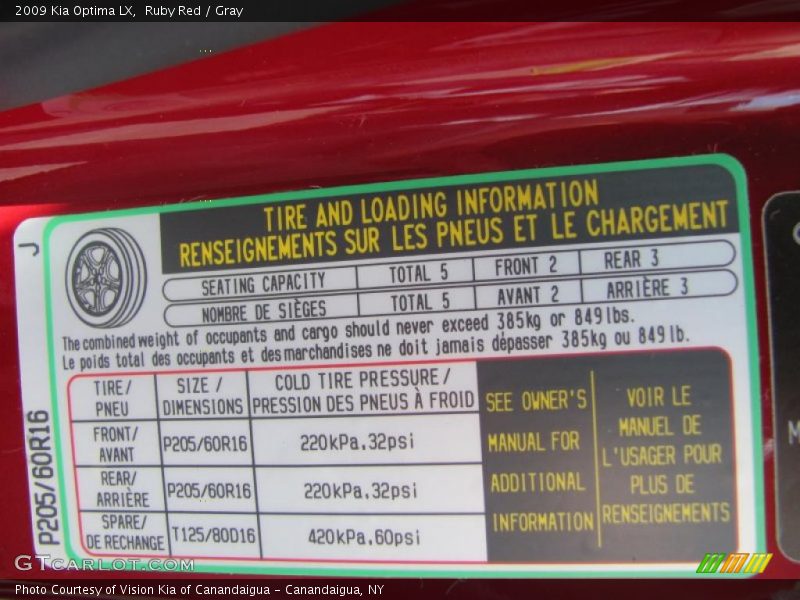 2009 Kia Optima LX,  Ruby Red / Gray
J
P205/60R16
TIRE AND LOADING INFORMATION
RENSEIGNEMENTS SUR LES PNEUS ET LE CHARGEMENT
SEATING CAPACITY TOTAL 5 FRONT 2 REAR 3
NOMBRE DE SIÈGES TOTAL 5 AVANT 2 ARRIÈRE 3
The combined weight of occupants and cargo should never exceed 385kg or 849lbs.
Le poids total des occupants et des marchandises ne doit jamais dépasser 385kg ou 849lb.
TIRE/ SIZE / COLD TIRE PRESSURE/
PNEU DIMENSIONS PRESSION DES PNEUS À FROID
FRONT/
AVANT P205/60R16 220kPa.32psi
REAR/
ARRIÈRE P205/60R16 220kPa.32psi
SPARE/
DE RECHANGE T125/80D16 420kPa.60psi
SEE OWNER'S
MANUAL FOR
ADDITIONAL
INFORMATION
VOIR LE
MANUEL DE
L'USAGER POUR
PLUS DE
RENSEIGNEMENTS
GTCARLOT.COM
Photo Courtesy of Vision Kia of Canandaigua - Canandaigua, NY